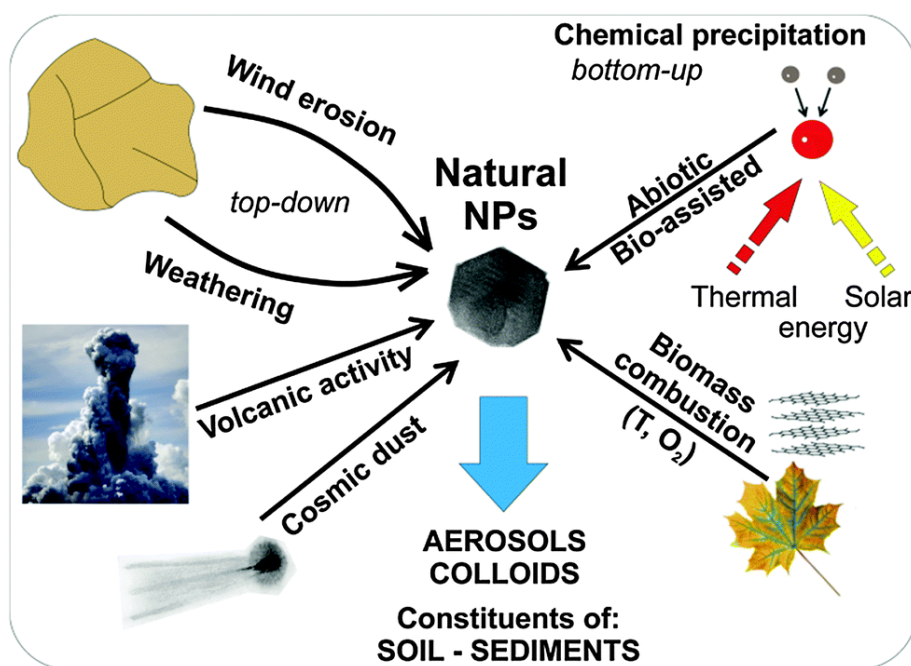 Chemical precipitation
bottom-up
Wind erosion
top-down
Weathering
Natural
NPs
Abiotic
Bio-assisted
Thermal
Solar
energy
Volcanic activity
Cosmic dust
Biomass
combustion
(T, O₂)
AEROSOLS
COLLOIDS
Constituents of:
SOIL - SEDIMENTS